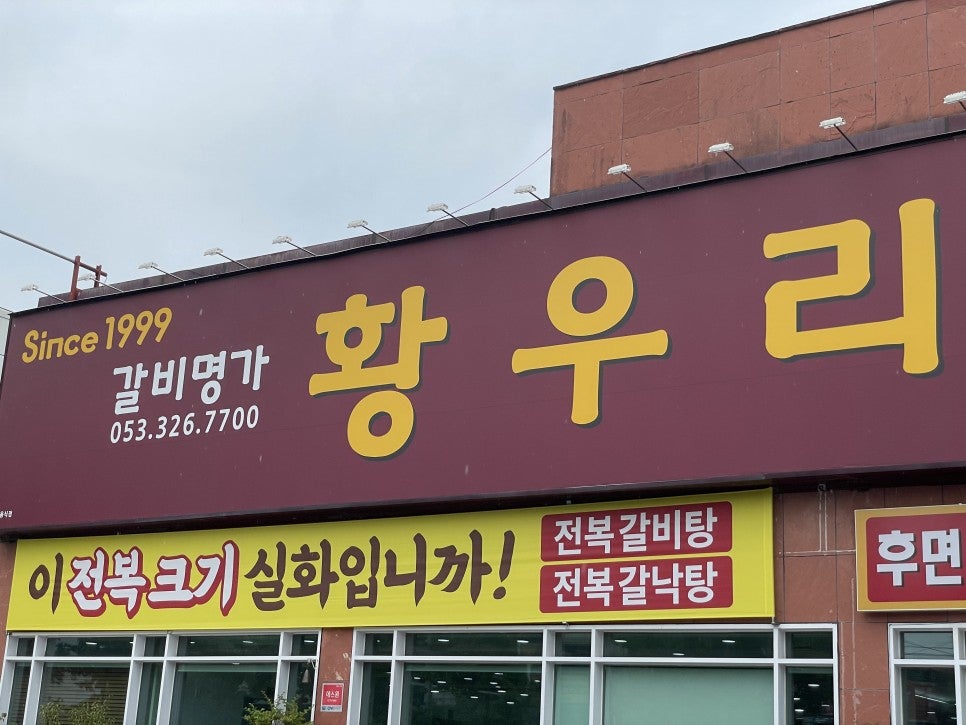 Since 1999
갈비명가
053.326.7700
황우리
이 전복 크기 실화입니까!
전복갈비탕
전복갈낙탕
후면